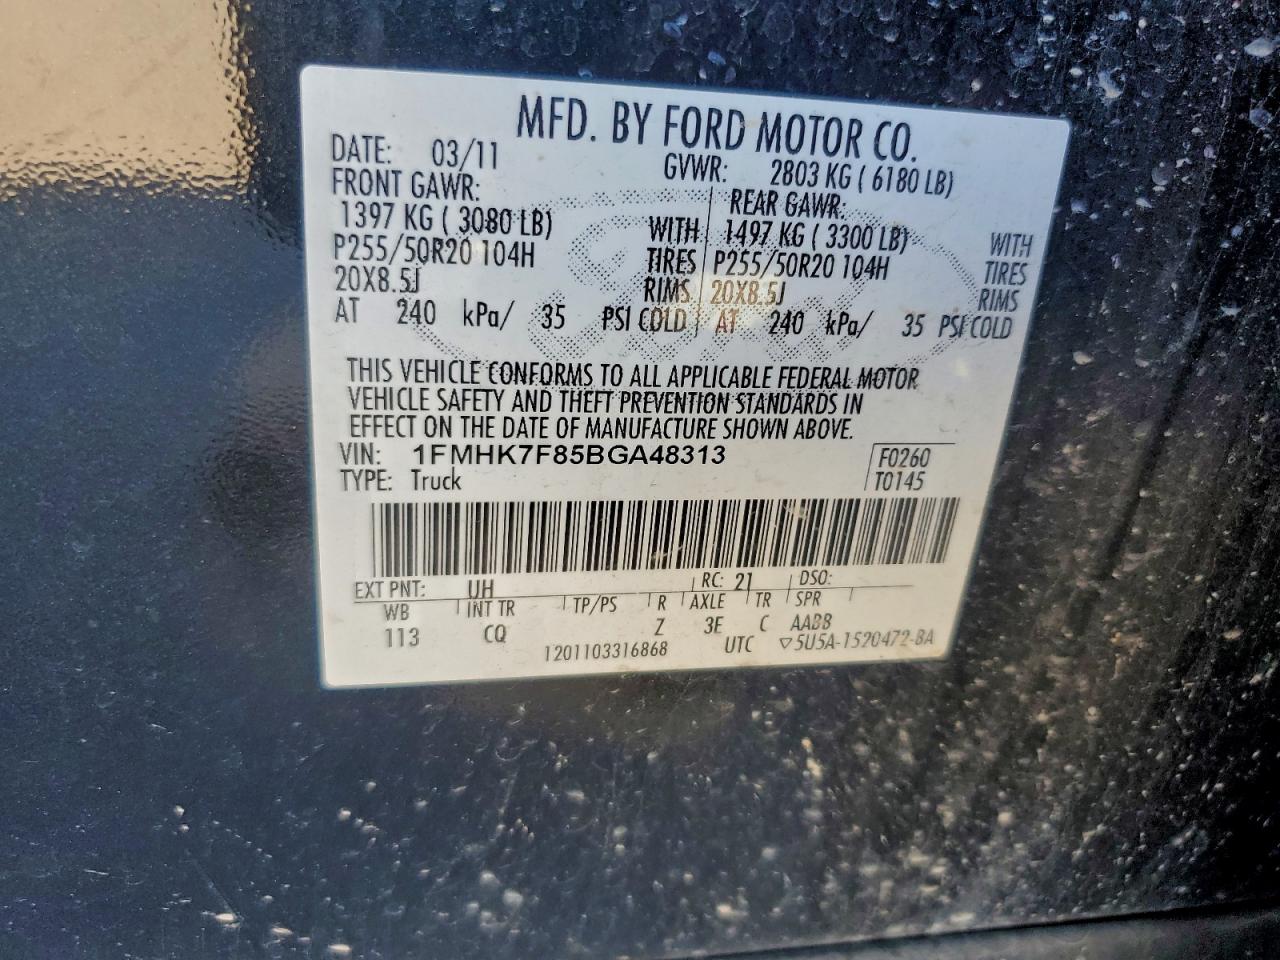 MFD. BY FORD MOTOR CO.
DATE: 03/11 GVWR: 2803 KG ( 6180 LB)
FRONT GAWR: REAR GAWR:
1397 KG ( 3080 LB) WITH 1497 KG ( 3300 LB) WITH
P255/50R20 104H TIRES P255/50R20 104H TIRES
20X8.5J RIMS 20X8.5J RIMS
AT 240 kPa/ 35 PSI COLD AT 240 kPa/ 35 PSI COLD
THIS VEHICLE CONFORMS TO ALL APPLICABLE FEDERAL MOTOR
VEHICLE SAFETY AND THEFT PREVENTION STANDARDS IN
EFFECT ON THE DATE OF MANUFACTURE SHOWN ABOVE.
VIN: 1FMHK7F85BGA48313 F0260
TYPE: Truck T0145
EXT PNT: UH RC: 21 DSO:
WB INT TR TP/PS R AXLE TR SPR
113 CQ Z 3E C AABB
1201103316868 UTC ▽5U5A-1520472-BA